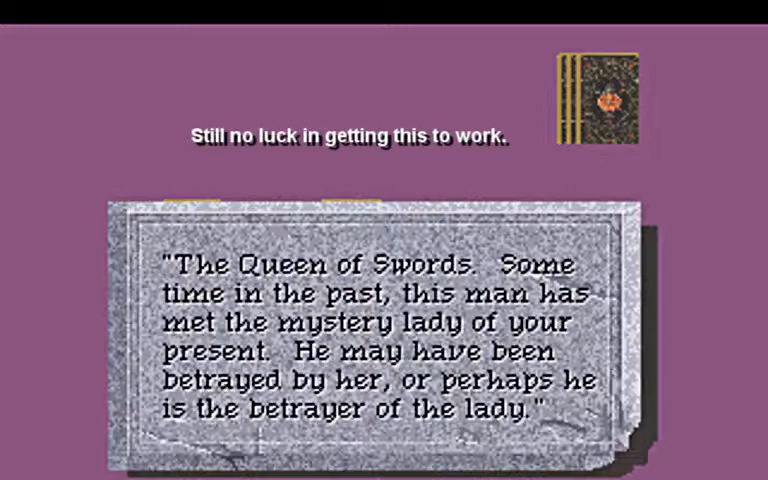 Still no luck in getting this to work.
"The Queen of Swords.  Some
time in the past, this man has
met the mystery lady of your
present.  He may have been
betrayed by her, or perhaps he
is the betrayer of the lady."